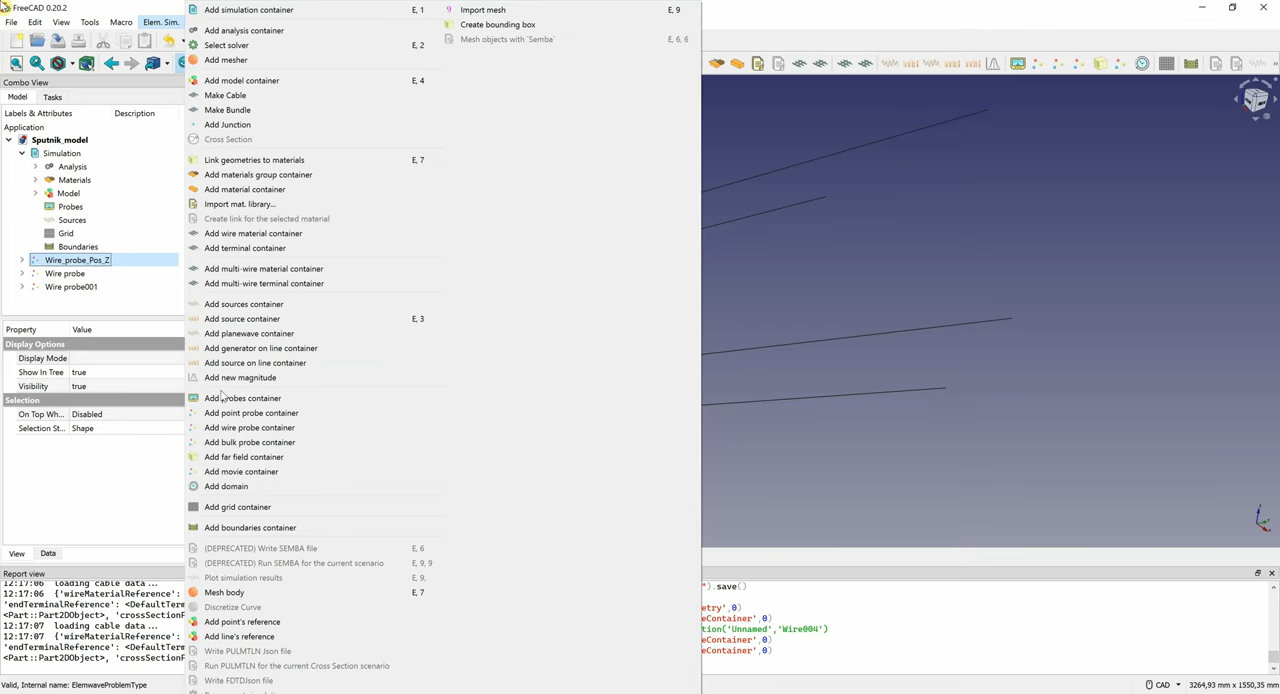 FreeCAD 0.20.2
File Edit View Tools Macro Elem. Sim.
Combo View
Model Tasks
Labels & Attributes Description
Application
Sputnik_model
Simulation
Analysis
Materials
Model
Probes
Sources
Grid
Boundaries
Wire_probe_Pos_Z
Wire probe
Wire probe001
Property Value
Display Options
Display Mode
Show In Tree true
Visibility true
Selection
On Top Wh... Disabled
Selection St... Shape
View Data
Report view
12:17:06 loading cable data...
12:17:06 {'wireMaterialReference': '
'endTerminalReference': <DefaultTerm
<Part::Part2DObject>, 'crossSectionF
12:17:07 loading cable data...
12:17:07 {'wireMaterialReference': '
'endTerminalReference': <DefaultTerm
<Part::Part2DObject>, 'crossSectionF
Valid, Internal name: ElemwaveProblemType
Add simulation container E, 1
Add analysis container
Select solver E, 2
Add mesher
Add model container E, 4
Make Cable
Make Bundle
Add Junction
Cross Section
Link geometries to materials E, 7
Add materials group container
Add material container
Import mat. library...
Create link for the selected material
Add wire material container
Add terminal container
Add multi-wire material container
Add multi-wire terminal container
Add sources container
Add source container E, 3
Add planewave container
Add generator on line container
Add source on line container
Add new magnitude
Add probes container
Add point probe container
Add wire probe container
Add bulk probe container
Add far field container
Add movie container
Add domain
Add grid container
Add boundaries container
(DEPRECATED) Write SEMBA file E, 6
(DEPRECATED) Run SEMBA for the current scenario E, 9, 9
Plot simulation results E, 9,
Mesh body E, 7
Discretize Curve
Add point's reference
Add line's reference
Write PULMTLN Json file
Run PULMTLN for the current Cross Section scenario
Write FDTDJson file
Import mesh E, 9
Create bounding box
Mesh objects with `Semba` E, 6, 6
").save()
etry',0)
eContainer',0)
tion('Unnamed','Wire004')
eContainer',0)
eContainer',0)
CAD 3264,93 mm x 1550,35 mm